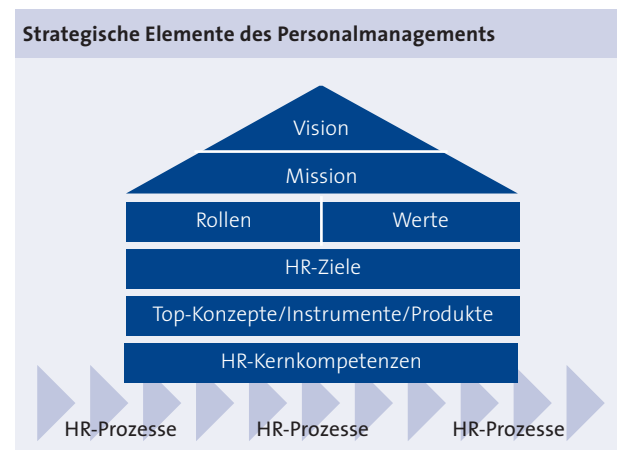 Strategische Elemente des Personalmanagements
Vision
Mission
Rollen Werte
HR-Ziele
Top-Konzepte/Instrumente/Produkte
HR-Kernkompetenzen
HR-Prozesse HR-Prozesse HR-Prozesse